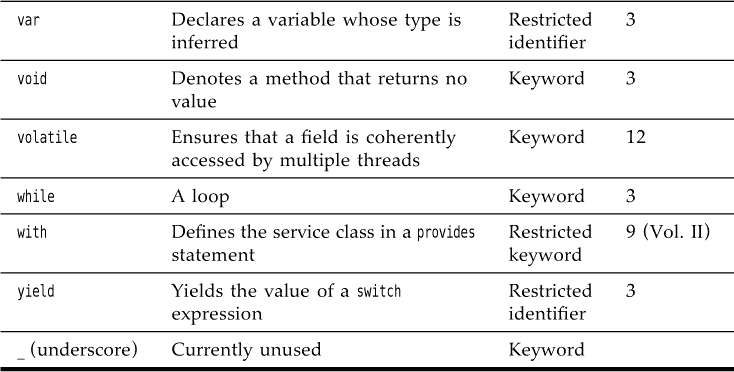 var Declares a variable whose type is Restricted 3
inferred identifier
void Denotes a method that returns no Keyword 3
value
volatile Ensures that a field is coherently Keyword 12
accessed by multiple threads
while A loop Keyword 3
with Defines the service class in a provides Restricted 9 (Vol. II)
statement keyword
yield Yields the value of a switch Restricted 3
expression identifier
_ (underscore) Currently unused Keyword